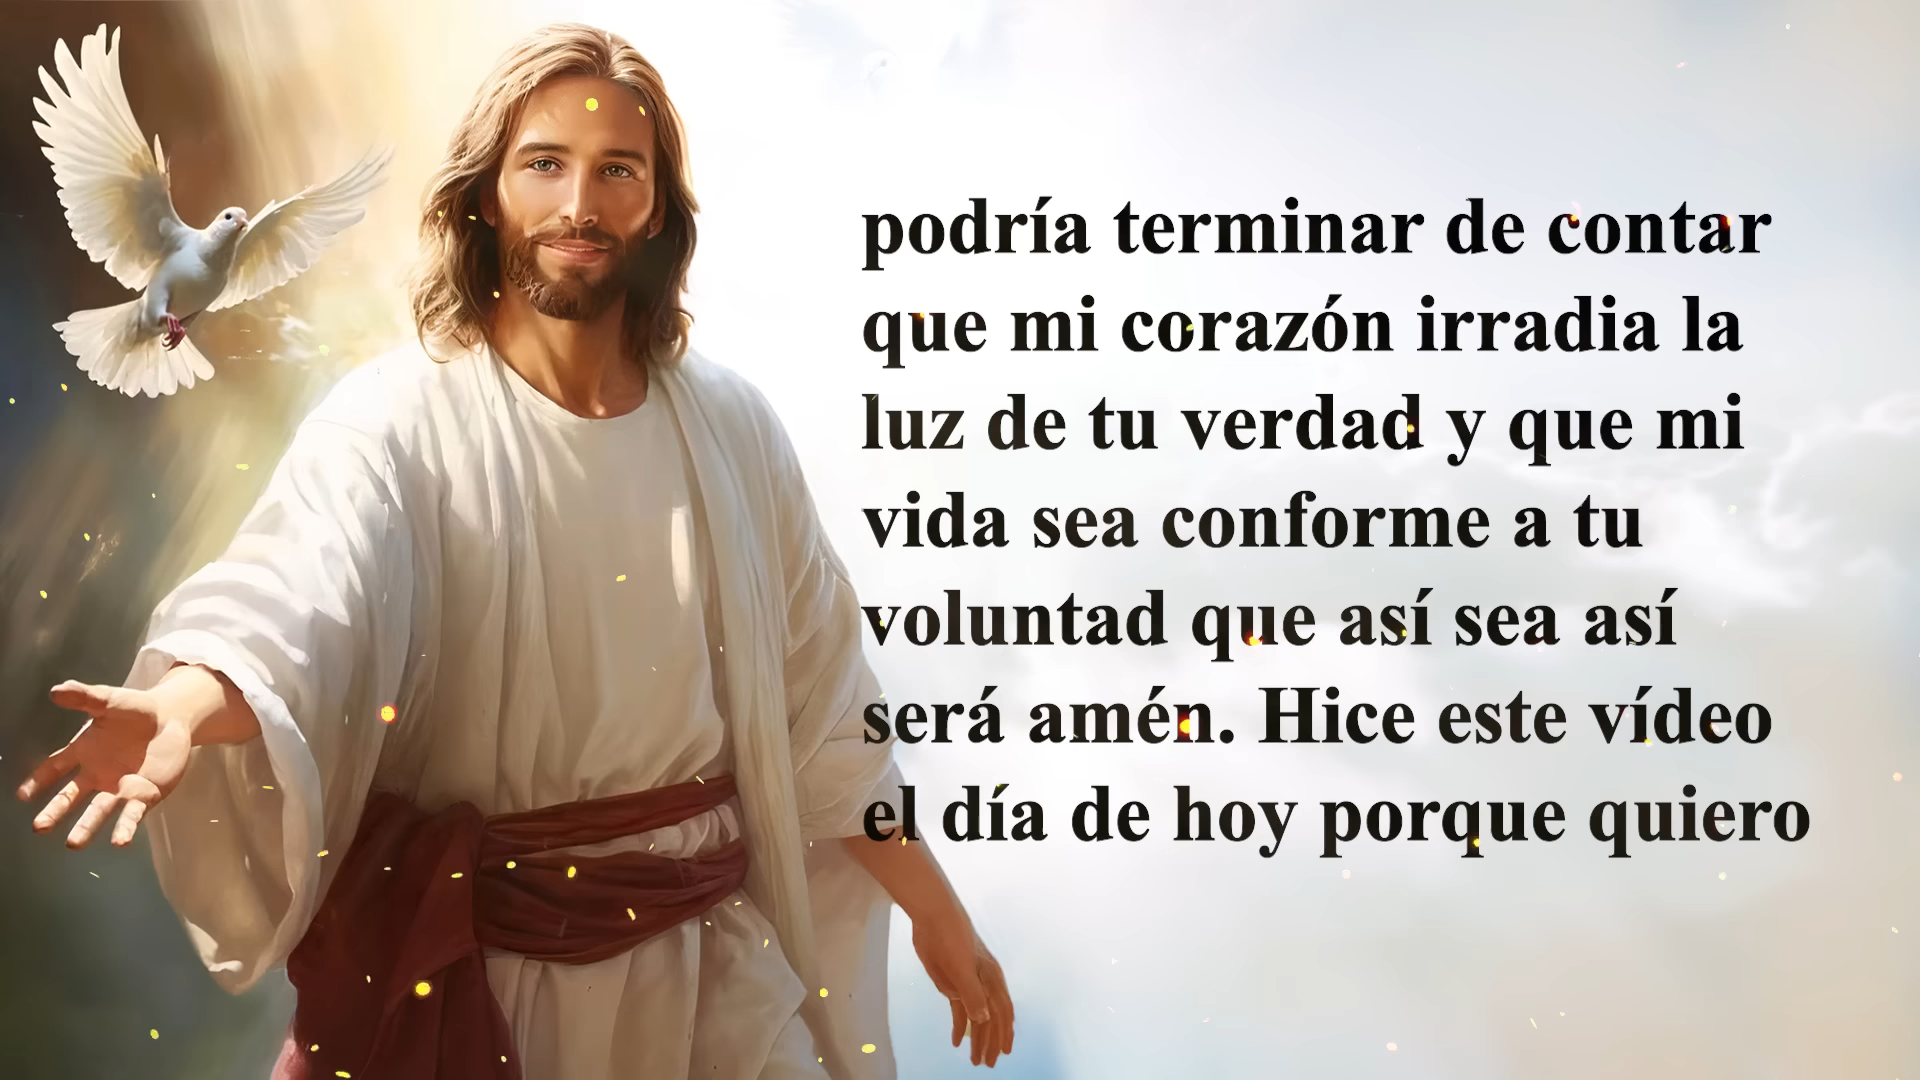 podría terminar de contar
que mi corazón irradia la
luz de tu verdad y que mi
vida sea conforme a tu
voluntad que así sea así
será amén. Hice este vídeo
el día de hoy porque quiero